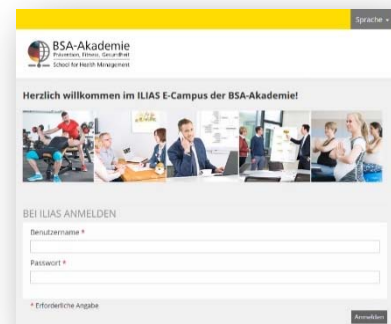 Sprache
BSA-Akademie
Prävention, Fitness, Gesundheit
School for Health Management
Herzlich willkommen im ILIAS E-Campus der BSA-Akademie!
BEI ILIAS ANMELDEN
Benutzername *
Passwort *
* Erforderliche Angabe
Anmelden